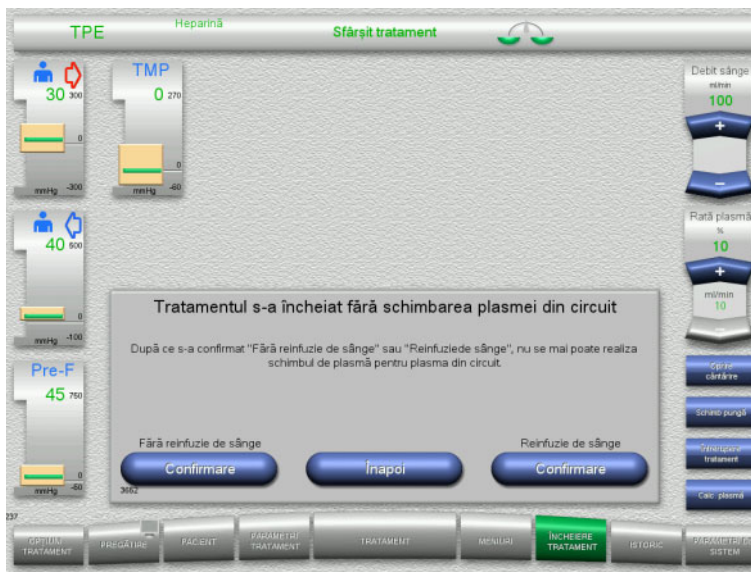 TPE
Heparină
Sfârșit tratament
30 300
0
mmHg -300
TMP
0 270
0
mmHg -60
40 500
0
mmHg -100
Pre-F
45 750
0
mmHg -50
Debit sânge
ml/min
100
+
−
Rată plasmă
%
10
+
ml/min
10
−
Oprire cântărire
Schimb pungă
Întrerupere tratament
Calc plasmă
Tratamentul s-a încheiat fără schimbarea plasmei din circuit
După ce s-a confirmat "Fără reinfuzie de sânge" sau "Reinfuziede sânge", nu se mai poate realiza
schimbul de plasmă pentru plasma din circuit.
Fără reinfuzie de sânge
Reinfuzie de sânge
Confirmare
Înapoi
Confirmare
3662
237
OPȚIUNI TRATAMENT
PREGĂTIRE
PACIENT
PARAMETRI TRATAMENT
TRATAMENT
MENIURI
ÎNCHEIERE TRATAMENT
ISTORIC
PARAMETRI DE SISTEM